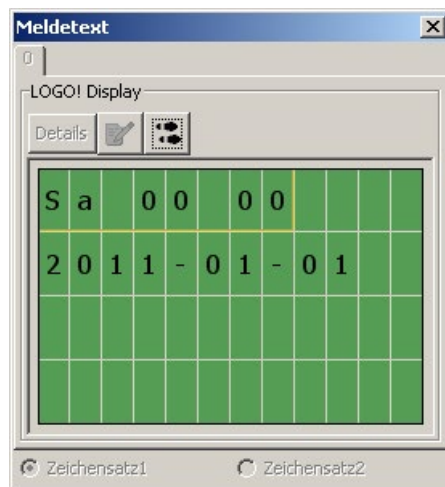 Meldetext
0
LOGO! Display
Details
Sa 00 00
2011-01-01
Zeichensatz1 Zeichensatz2